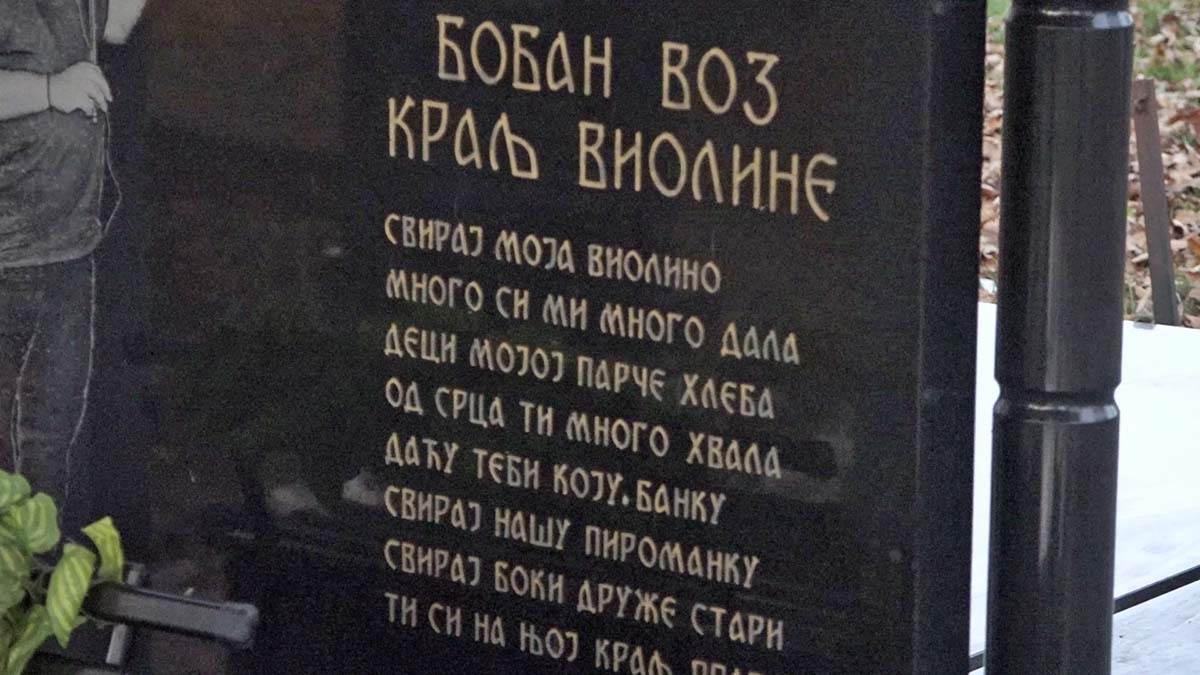 БОБАН ВОЗ
КРАЉ ВИОЛИНЕ
СВИРАЈ МОЈА ВИОЛИНО
МНОГО СИ МИ МНОГО ДАЛА
ДЕЦИ МОЈОЈ ПАРЧЕ ХЛЕБА
ОД СРЦА ТИ МНОГО ХВАЛА
ДАЋУ ТЕБИ КОЈУ.БАНКУ
СВИРАЈ НАШУ ПИРОМАНКУ
СВИРАЈ БОКИ ДРУЖЕ СТАРИ
ТИ СИ НА ЊОЈ КРАЉ